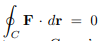 ∮_C F · dr = 0